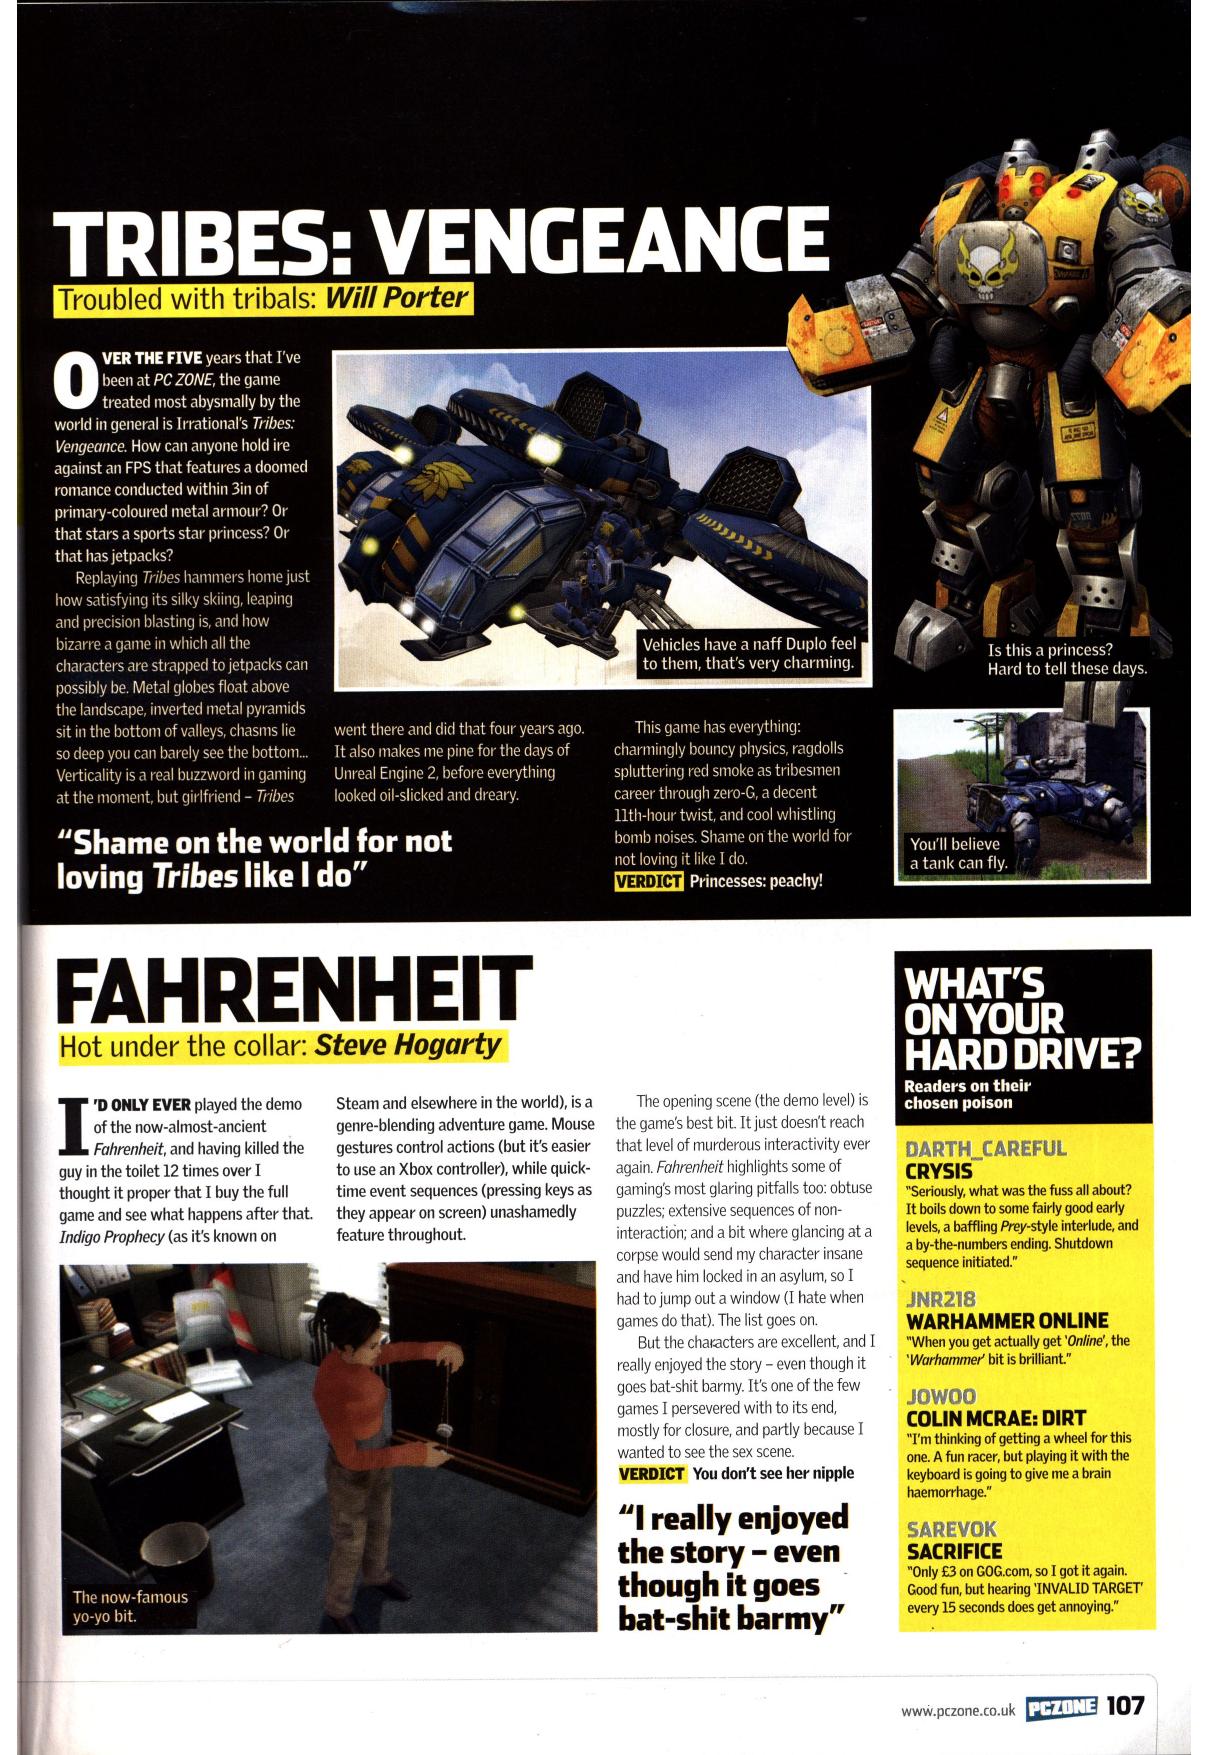 TRIBES: VENGEANCE
Troubled with tribals: Will Porter
OVER THE FIVE years that I've
been at PC ZONE, the game
treated most abysmally by the
world in general is Irrational's Tribes:
Vengeance. How can anyone hold ire
against an FPS that features a doomed
romance conducted within 3in of
primary-coloured metal armour? Or
that stars a sports star princess? Or
that has jetpacks?
Replaying Tribes hammers home just
how satisfying its silky skiing, leaping
and precision blasting is, and how
bizarre a game in which all the
characters are strapped to jetpacks can
possibly be. Metal globes float above
the landscape, inverted metal pyramids
sit in the bottom of valleys, chasms lie
so deep you can barely see the bottom...
Verticality is a real buzzword in gaming
at the moment, but girlfriend – Tribes
went there and did that four years ago.
It also makes me pine for the days of
Unreal Engine 2, before everything
looked oil-slicked and dreary.
This game has everything:
charmingly bouncy physics, ragdolls
spluttering red smoke as tribesmen
career through zero-G, a decent
11th-hour twist, and cool whistling
bomb noises. Shame on the world for
not loving it like I do.
VERDICT Princesses: peachy!
"Shame on the world for not
loving Tribes like I do"
Vehicles have a naff Duplo feel
to them, that's very charming.
Is this a princess?
Hard to tell these days.
You'll believe
a tank can fly.
FAHRENHEIT
Hot under the collar: Steve Hogarty
I'D ONLY EVER played the demo
of the now-almost-ancient
Fahrenheit, and having killed the
guy in the toilet 12 times over I
thought it proper that I buy the full
game and see what happens after that.
Indigo Prophecy (as it's known on
Steam and elsewhere in the world), is a
genre-blending adventure game. Mouse
gestures control actions (but it's easier
to use an Xbox controller), while quick-
time event sequences (pressing keys as
they appear on screen) unashamedly
feature throughout.
The opening scene (the demo level) is
the game's best bit. It just doesn't reach
that level of murderous interactivity ever
again. Fahrenheit highlights some of
gaming's most glaring pitfalls too: obtuse
puzzles; extensive sequences of non-
interaction; and a bit where glancing at a
corpse would send my character insane
and have him locked in an asylum, so I
had to jump out a window (I hate when
games do that). The list goes on.
But the characters are excellent, and I
really enjoyed the story – even though it
goes bat-shit barmy. It's one of the few
games I persevered with to its end,
mostly for closure, and partly because I
wanted to see the sex scene.
VERDICT You don't see her nipple
"I really enjoyed
the story – even
though it goes
bat-shit barmy"
The now-famous
yo-yo bit.
WHAT'S
ON YOUR
HARD DRIVE?
Readers on their
chosen poison
DARTH_CAREFUL
CRYSIS
"Seriously, what was the fuss all about?
It boils down to some fairly good early
levels, a baffling Prey-style interlude, and
a by-the-numbers ending. Shutdown
sequence initiated."
JNR218
WARHAMMER ONLINE
"When you get actually get 'Online', the
'Warhammer' bit is brilliant."
JOWOO
COLIN MCRAE: DIRT
"I'm thinking of getting a wheel for this
one. A fun racer, but playing it with the
keyboard is going to give me a brain
haemorrhage."
SAREVOK
SACRIFICE
"Only £3 on GOG.com, so I got it again.
Good fun, but hearing 'INVALID TARGET'
every 15 seconds does get annoying."
www.pczone.co.uk PCZONE 107